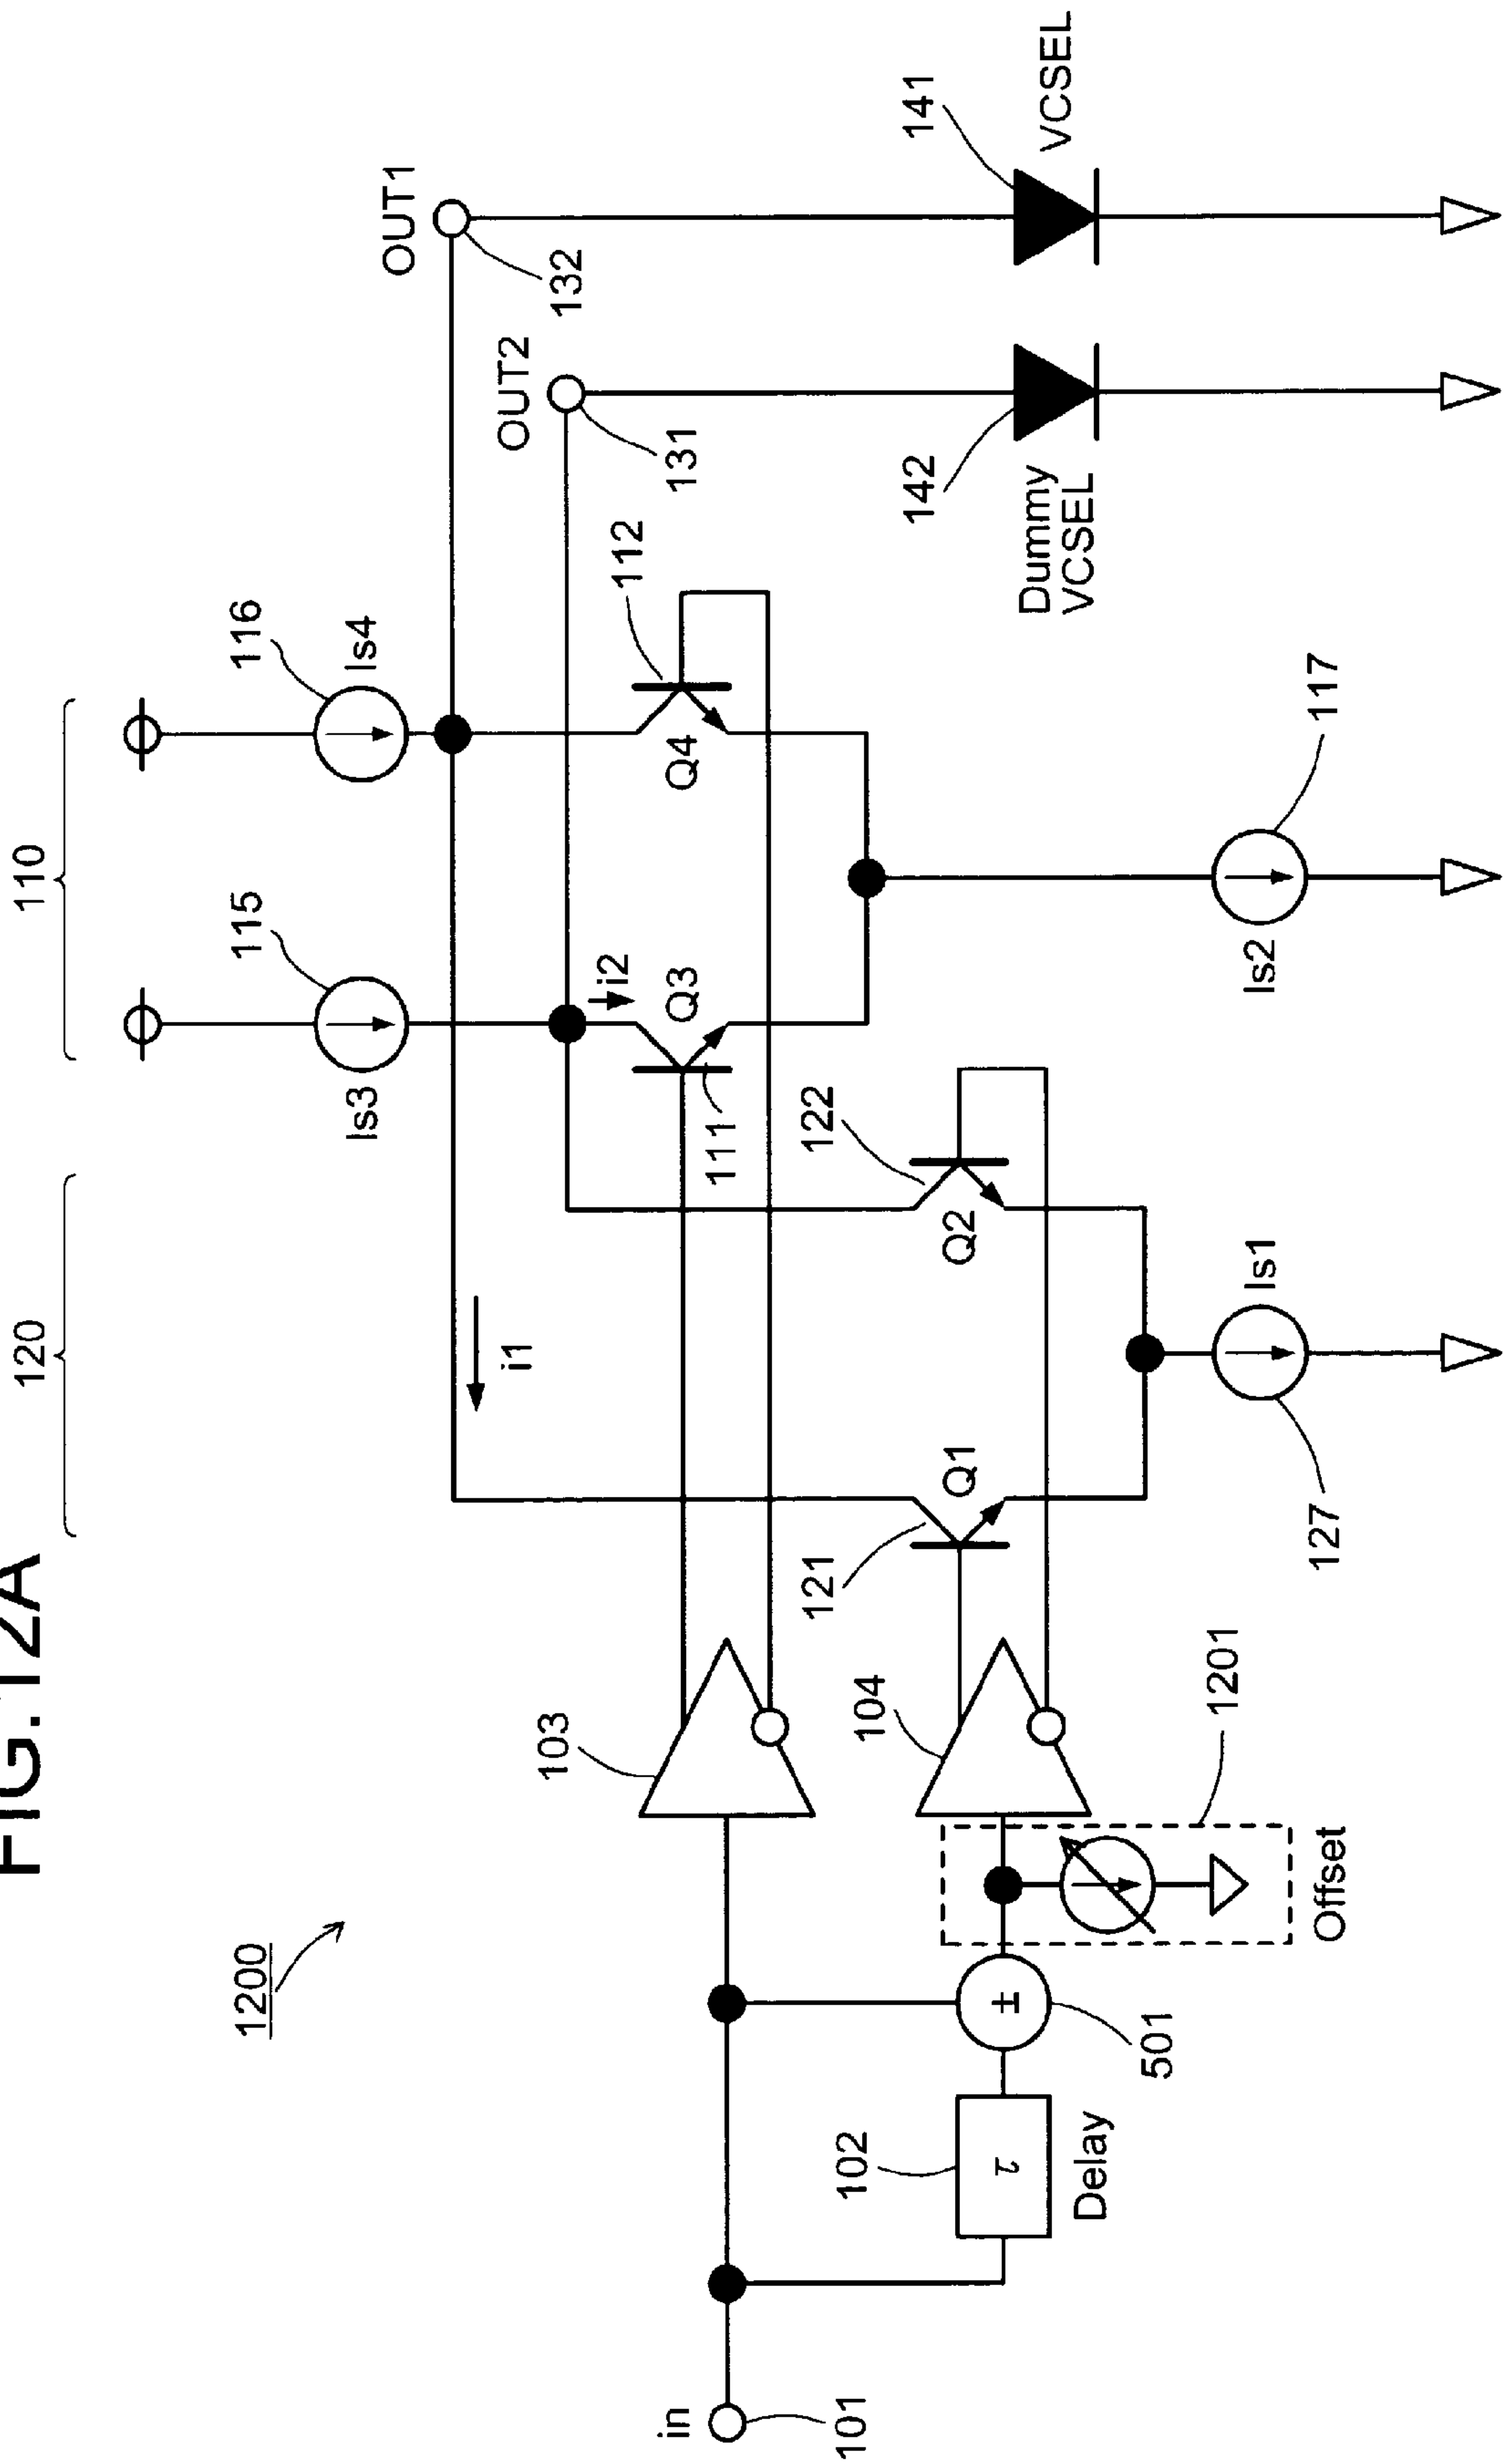 FIG.12A
1200
120
110
115
116
Is3
Is4
OUT1
132
OUT2
131
i1
i2
112
Q3
Q4
111
103
122
121
Q1
Q2
104
142
141
Dummy
VCSEL
VCSEL
in
101
102
τ
Delay
±
501
1201
Offset
Is1
127
Is2
117